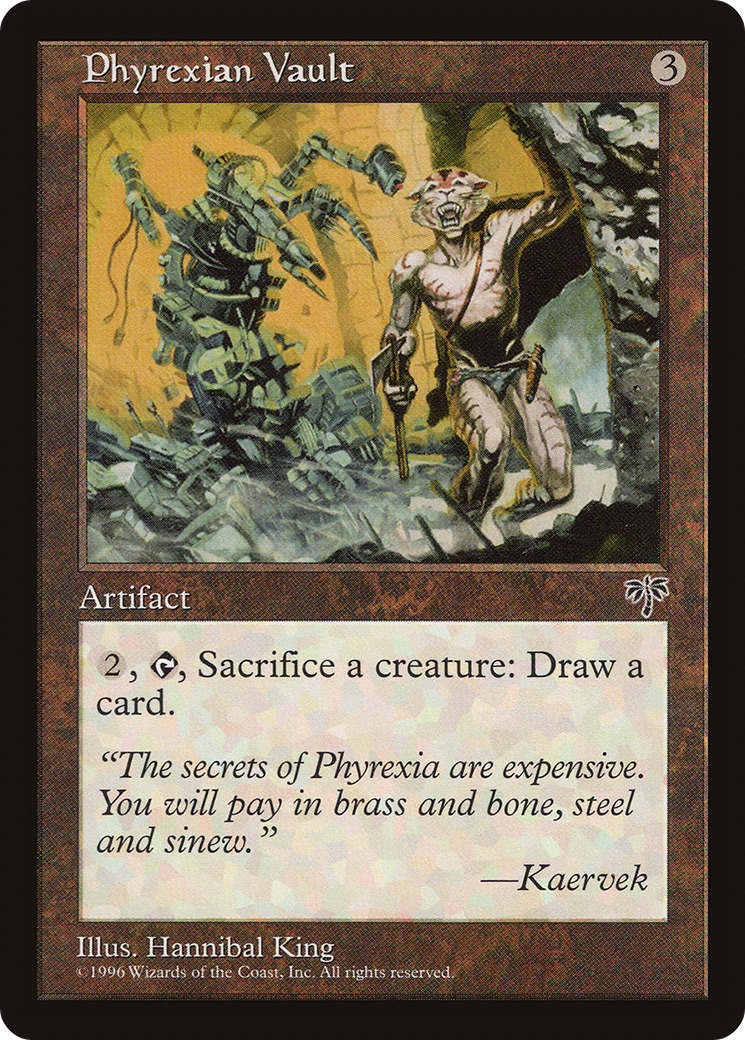 Phyrexian Vault
3
Artifact
2, , Sacrifice a creature: Draw a
card.
“The secrets of Phyrexia are expensive.
You will pay in brass and bone, steel
and sinew.”
—Kaervek
Illus. Hannibal King
©1996 Wizards of the Coast, Inc. All rights reserved.